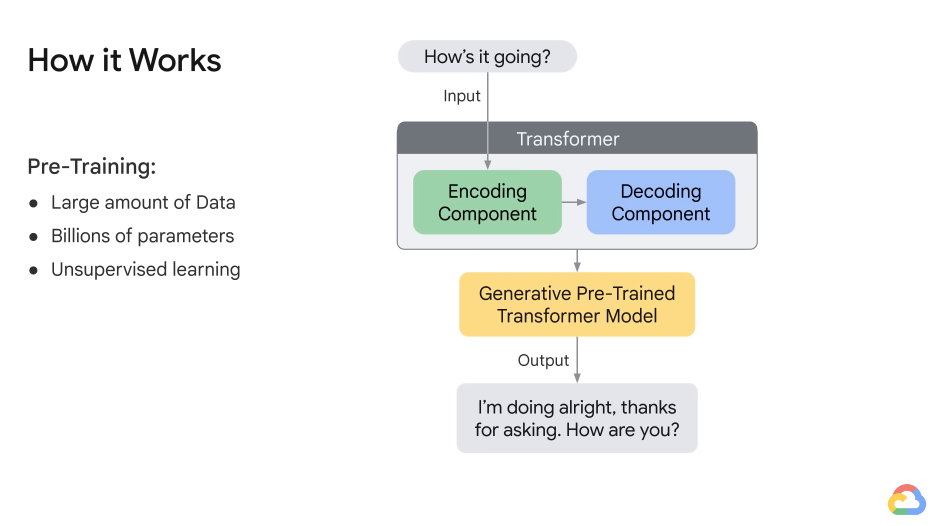 How it Works
Pre-Training:
● Large amount of Data
● Billions of parameters
● Unsupervised learning
How’s it going?
Input
Transformer
Encoding
Component
Decoding
Component
Generative Pre-Trained
Transformer Model
Output
I’m doing alright, thanks
for asking. How are you?